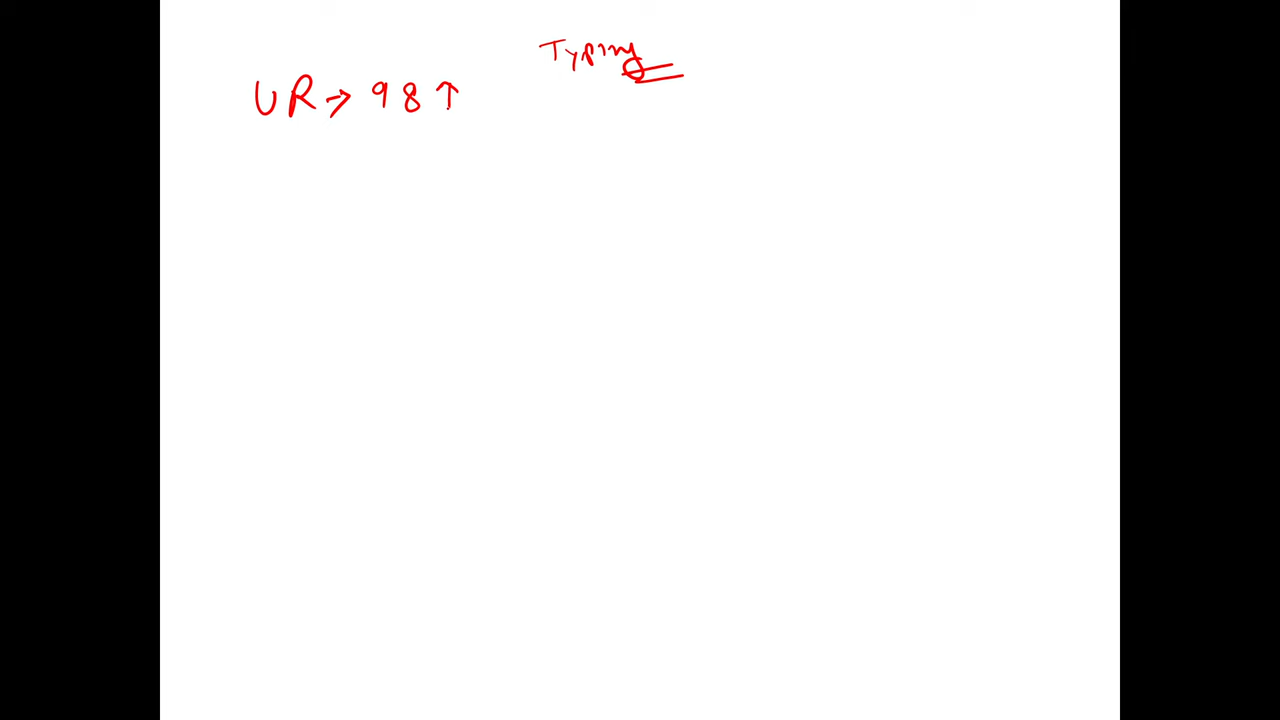 Typing
UR → 98 ↑